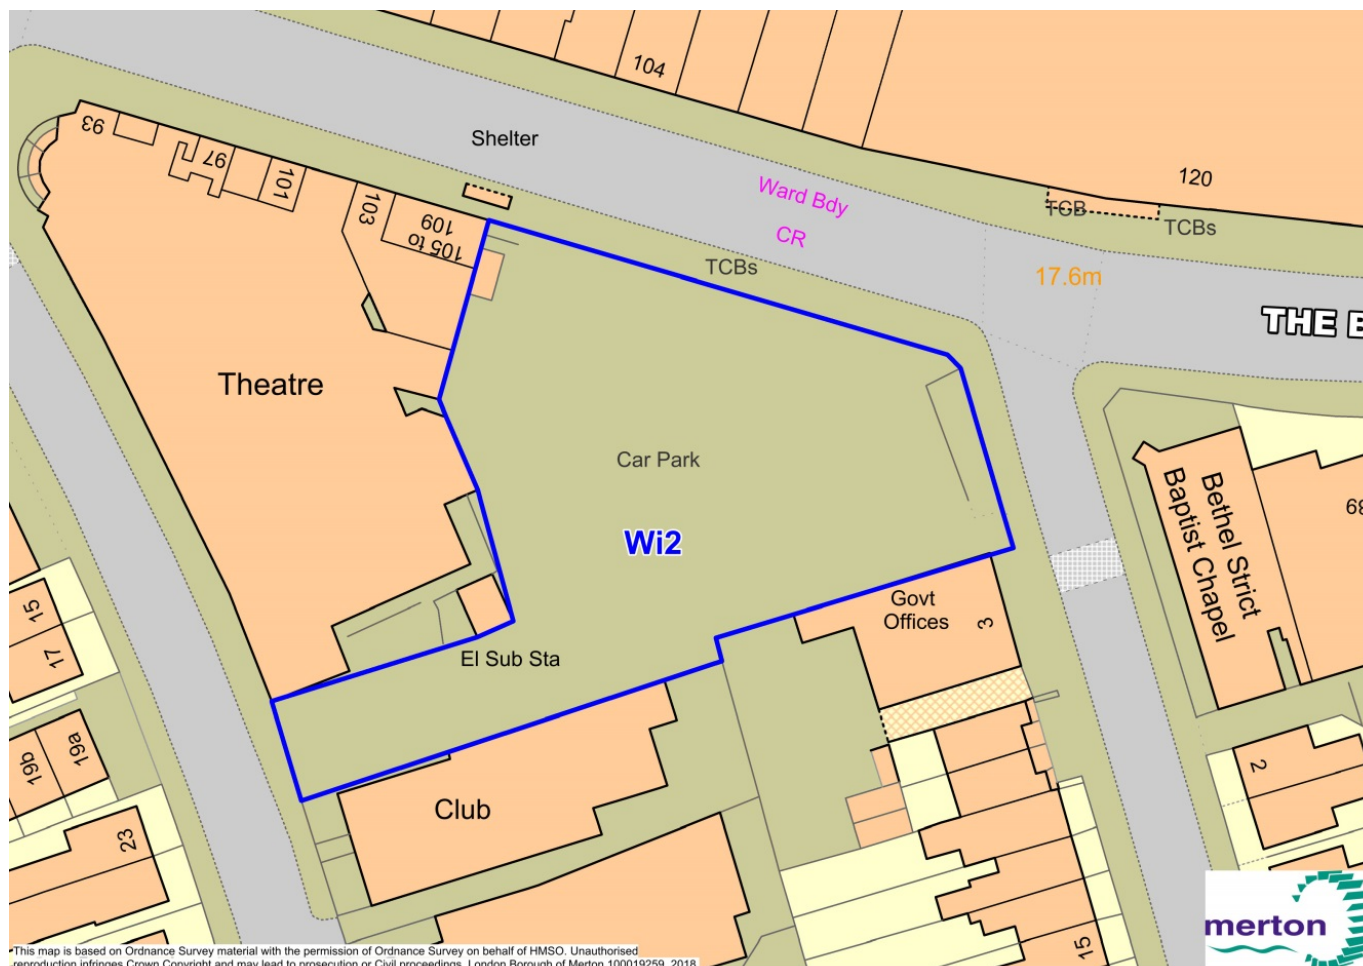 104
Shelter
93
97
101
103
105 to
109
Ward Bdy
CR
120
TCB
TCBs
TCBs
17.6m
THE B
Theatre
Car Park
Wi2
Bethel Strict
Baptist Chapel
68
Govt
Offices
3
El Sub Sta
15
17
19a
19b
23
Club
2
15
merton
This map is based on Ordnance Survey material with the permission of Ordnance Survey on behalf of HMSO. Unauthorised
reproduction infringes Crown Copyright and may lead to prosecution or Civil proceedings. London Borough of Merton 100019259. 2018.